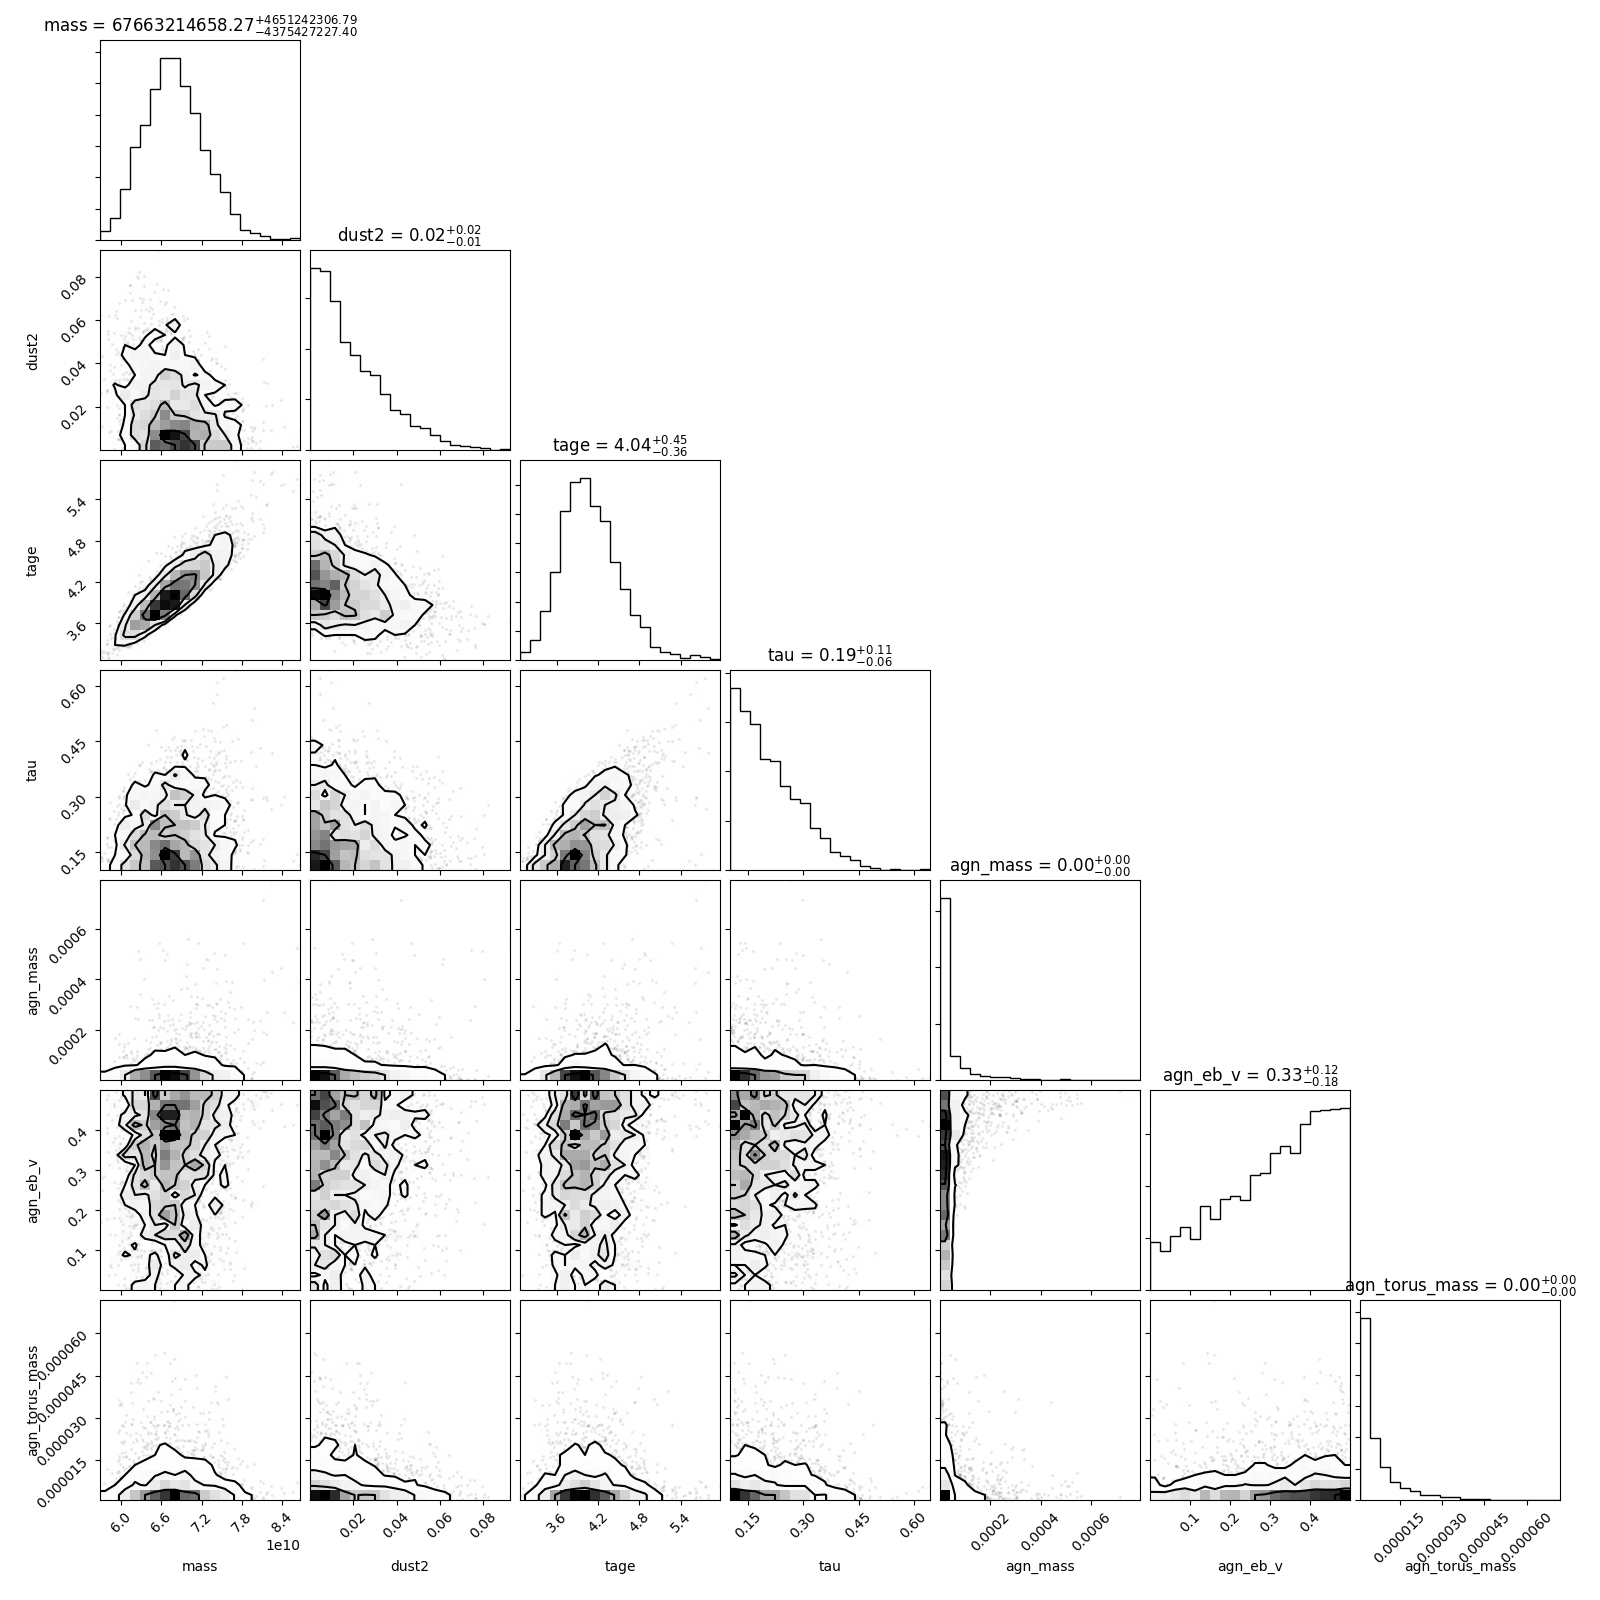 mass = 67663214658.27+4651242306.79 −4375427227.40
dust2 = 0.02+0.02 −0.01
0.08
0.06
0.04
0.02
dust2
tage = 4.04+0.45 −0.36
5.4
4.8
4.2
3.6
tage
tau = 0.19+0.11 −0.06
0.60
0.45
0.30
0.15
tau
agn_mass = 0.00+0.00 −0.00
0.0006
0.0004
0.0002
agn_mass
agn_eb_v = 0.33+0.12 −0.18
0.4
0.3
0.2
0.1
agn_eb_v
agn_torus_mass = 0.00+0.00 −0.00
0.000060
0.000045
0.000030
0.000015
agn_torus_mass
6.0 6.6 7.2 7.8 8.4
1e10
0.02 0.04 0.06 0.08
3.6 4.2 4.8 5.4
0.15 0.30 0.45 0.60
0.0002 0.0004 0.0006
0.1 0.2 0.3 0.4
0.000015 0.000030 0.000045 0.000060
mass dust2 tage tau agn_mass agn_eb_v agn_torus_mass